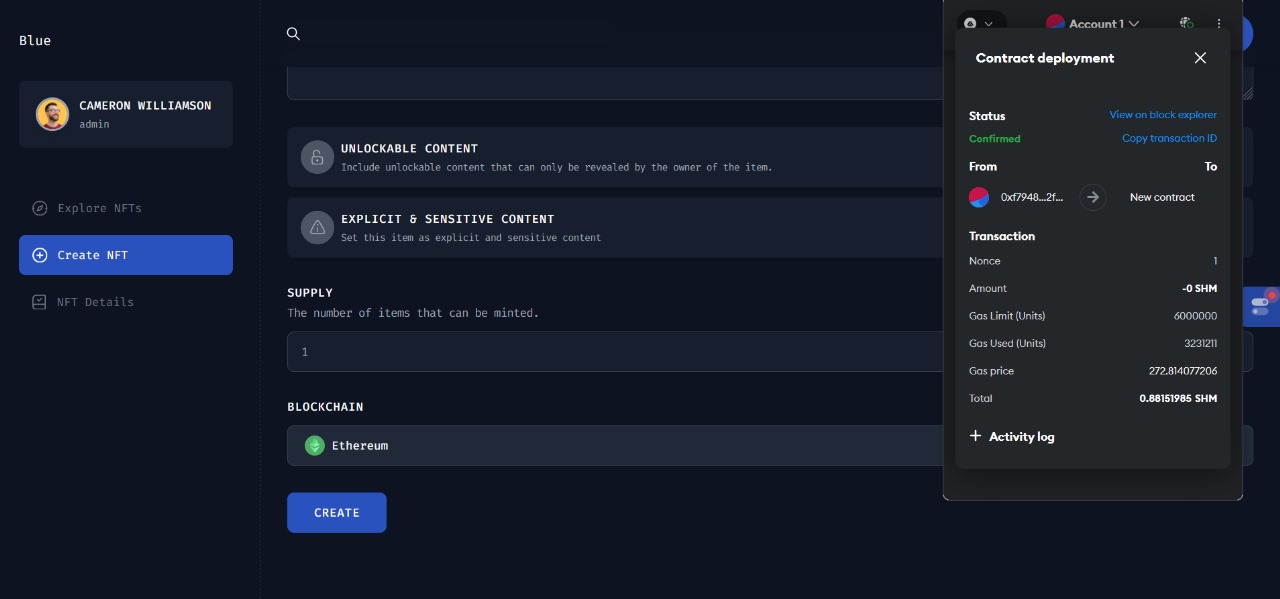 Blue
CAMERON WILLIAMSON
admin
Explore NFTs
Create NFT
NFT Details
UNLOCKABLE CONTENT
Include unlockable content that can only be revealed by the owner of the item.
EXPLICIT & SENSITIVE CONTENT
Set this item as explicit and sensitive content
SUPPLY
The number of items that can be minted.
1
BLOCKCHAIN
Ethereum
CREATE
Account 1
Contract deployment
Status
View on block explorer
Confirmed
Copy transaction ID
From
To
0xf7948...2f...
New contract
Transaction
Nonce
1
Amount
-0 SHM
Gas Limit (Units)
6000000
Gas Used (Units)
3231211
Gas price
272.814077206
Total
0.88151985 SHM
Activity log